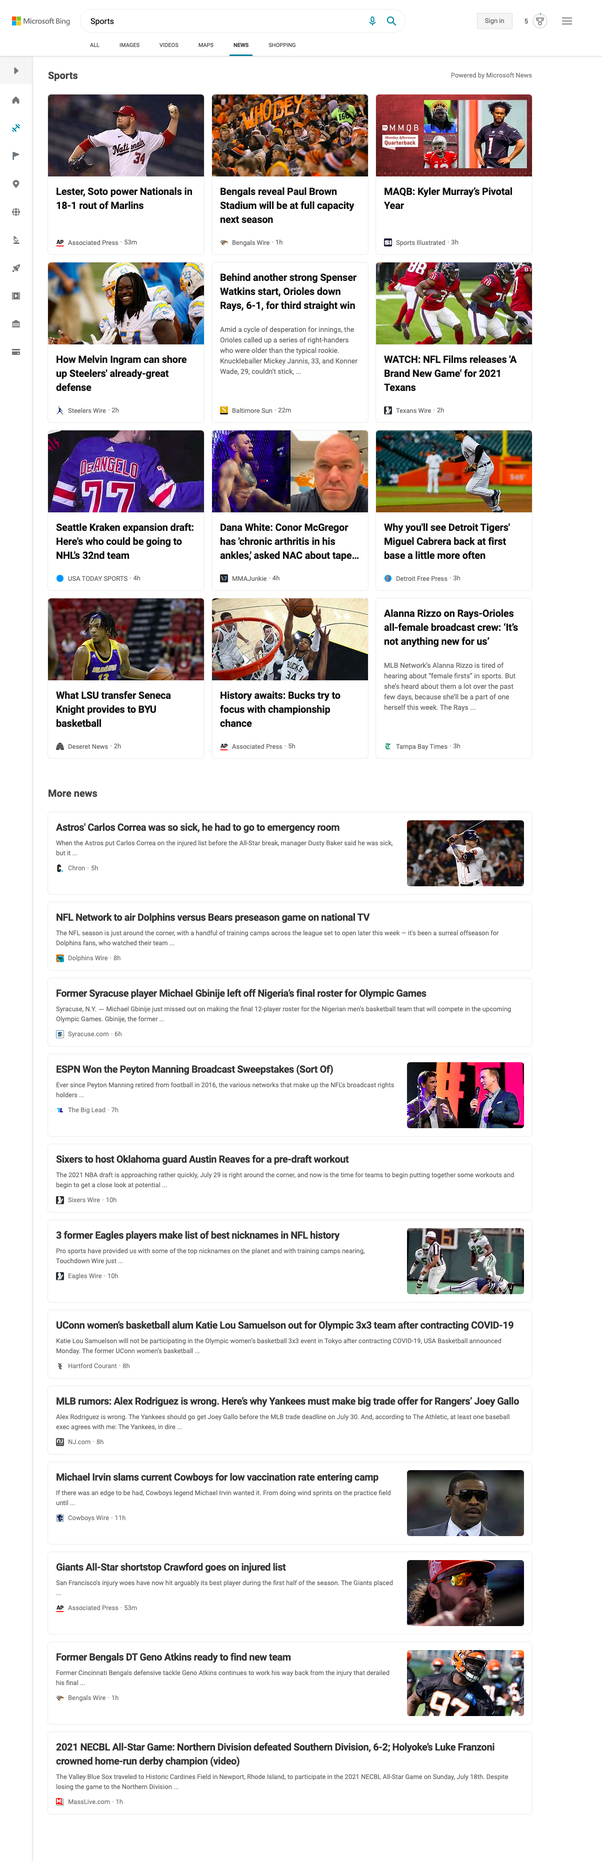 Microsoft Bing
Sports
Sign in
5
ALL
IMAGES
VIDEOS
MAPS
NEWS
SHOPPING
Sports
Powered by Microsoft News
Lester, Soto power Nationals in
18-1 rout of Marlins
AP Associated Press · 53m
WHODEY
Bengals reveal Paul Brown
Stadium will be at full capacity
next season
Bengals Wire · 1h
MMQB
Quarterback
MAQB: Kyler Murray's Pivotal
Year
Sports Illustrated · 3h
How Melvin Ingram can shore
up Steelers' already-great
defense
Steelers Wire · 2h
Behind another strong Spenser
Watkins start, Orioles down
Rays, 6-1, for third straight win
Amid a cycle of desperation for innings, the
Orioles called up a series of right-handers
who were older than the typical rookie.
Knuckleballer Mickey Jannis, 33, and Konner
Wade, 29, couldn't stick, ...
Baltimore Sun · 22m
WATCH: NFL Films releases 'A
Brand New Game' for 2021
Texans
Texans Wire · 2h
DEANGELO
77
Seattle Kraken expansion draft:
Here's who could be going to
NHL's 32nd team
USA TODAY SPORTS · 4h
Dana White: Conor McGregor
has 'chronic arthritis in his
ankles,' asked NAC about tape...
MMAJunkie · 4h
Why you'll see Detroit Tigers'
Miguel Cabrera back at first
base a little more often
Detroit Free Press · 3h
What LSU transfer Seneca
Knight provides to BYU
basketball
Deseret News · 2h
BUCKS
34
History awaits: Bucks try to
focus with championship
chance
AP Associated Press · 5h
Alanna Rizzo on Rays-Orioles
all-female broadcast crew: 'It's
not anything new for us'
MLB Network's Alanna Rizzo is tired of
hearing about "female firsts" in sports. But
she's heard about them a lot over the past
few days, because she'll be a part of one
herself this week. The Rays ...
Tampa Bay Times · 3h
More news
Astros' Carlos Correa was so sick, he had to go to emergency room
When the Astros put Carlos Correa on the injured list before the All-Star break, manager Dusty Baker said he was sick,
but it ...
Chron · 5h
NFL Network to air Dolphins versus Bears preseason game on national TV
The NFL season is just around the corner, with a handful of training camps across the league set to open later this week — it's been a surreal offseason for
Dolphins fans, who watched their team ...
Dolphins Wire · 8h
Former Syracuse player Michael Gbinije left off Nigeria's final roster for Olympic Games
Syracuse, N.Y. — Michael Gbinije just missed out on making the final 12-player roster for the Nigerian men's basketball team that will compete in the upcoming
Olympic Games. Gbinije, the former ...
Syracuse.com · 6h
ESPN Won the Peyton Manning Broadcast Sweepstakes (Sort Of)
Ever since Peyton Manning retired from football in 2016, the various networks that make up the NFL's broadcast rights
holders ...
The Big Lead · 7h
Sixers to host Oklahoma guard Austin Reaves for a pre-draft workout
The 2021 NBA draft is approaching rather quickly, July 29 is right around the corner, and now is the time for teams to begin putting together some workouts and
begin to get a close look at potential ...
Sixers Wire · 10h
3 former Eagles players make list of best nicknames in NFL history
Pro sports have provided us with some of the top nicknames on the planet and with training camps nearing,
Touchdown Wire just ...
Eagles Wire · 10h
UConn women's basketball alum Katie Lou Samuelson out for Olympic 3x3 team after contracting COVID-19
Katie Lou Samuelson will not be participating in the Olympic women's basketball 3x3 event in Tokyo after contracting COVID-19, USA Basketball announced
Monday. The former UConn women's basketball ...
Hartford Courant · 8h
MLB rumors: Alex Rodriguez is wrong. Here's why Yankees must make big trade offer for Rangers' Joey Gallo
Alex Rodriguez is wrong. The Yankees should go get Joey Gallo before the MLB trade deadline on July 30. And, according to The Athletic, at least one baseball
exec agrees with me: The Yankees, in dire ...
NJ.com · 8h
Michael Irvin slams current Cowboys for low vaccination rate entering camp
If there was an edge to be had, Cowboys legend Michael Irvin wanted it. From doing wind sprints on the practice field
until ...
Cowboys Wire · 11h
Giants All-Star shortstop Crawford goes on injured list
San Francisco's injury woes have now hit arguably its best player during the first half of the season. The Giants placed
...
AP Associated Press · 53m
Former Bengals DT Geno Atkins ready to find new team
Former Cincinnati Bengals defensive tackle Geno Atkins continues to work his way back from the injury that derailed
his final ...
Bengals Wire · 1h
2021 NECBL All-Star Game: Northern Division defeated Southern Division, 6-2; Holyoke's Luke Franzoni
crowned home-run derby champion (video)
The Valley Blue Sox traveled to Historic Cardines Field in Newport, Rhode Island, to participate in the 2021 NECBL All-Star Game on Sunday, July 18th. Despite
losing the game to the Northern Division ...
MassLive.com · 1h